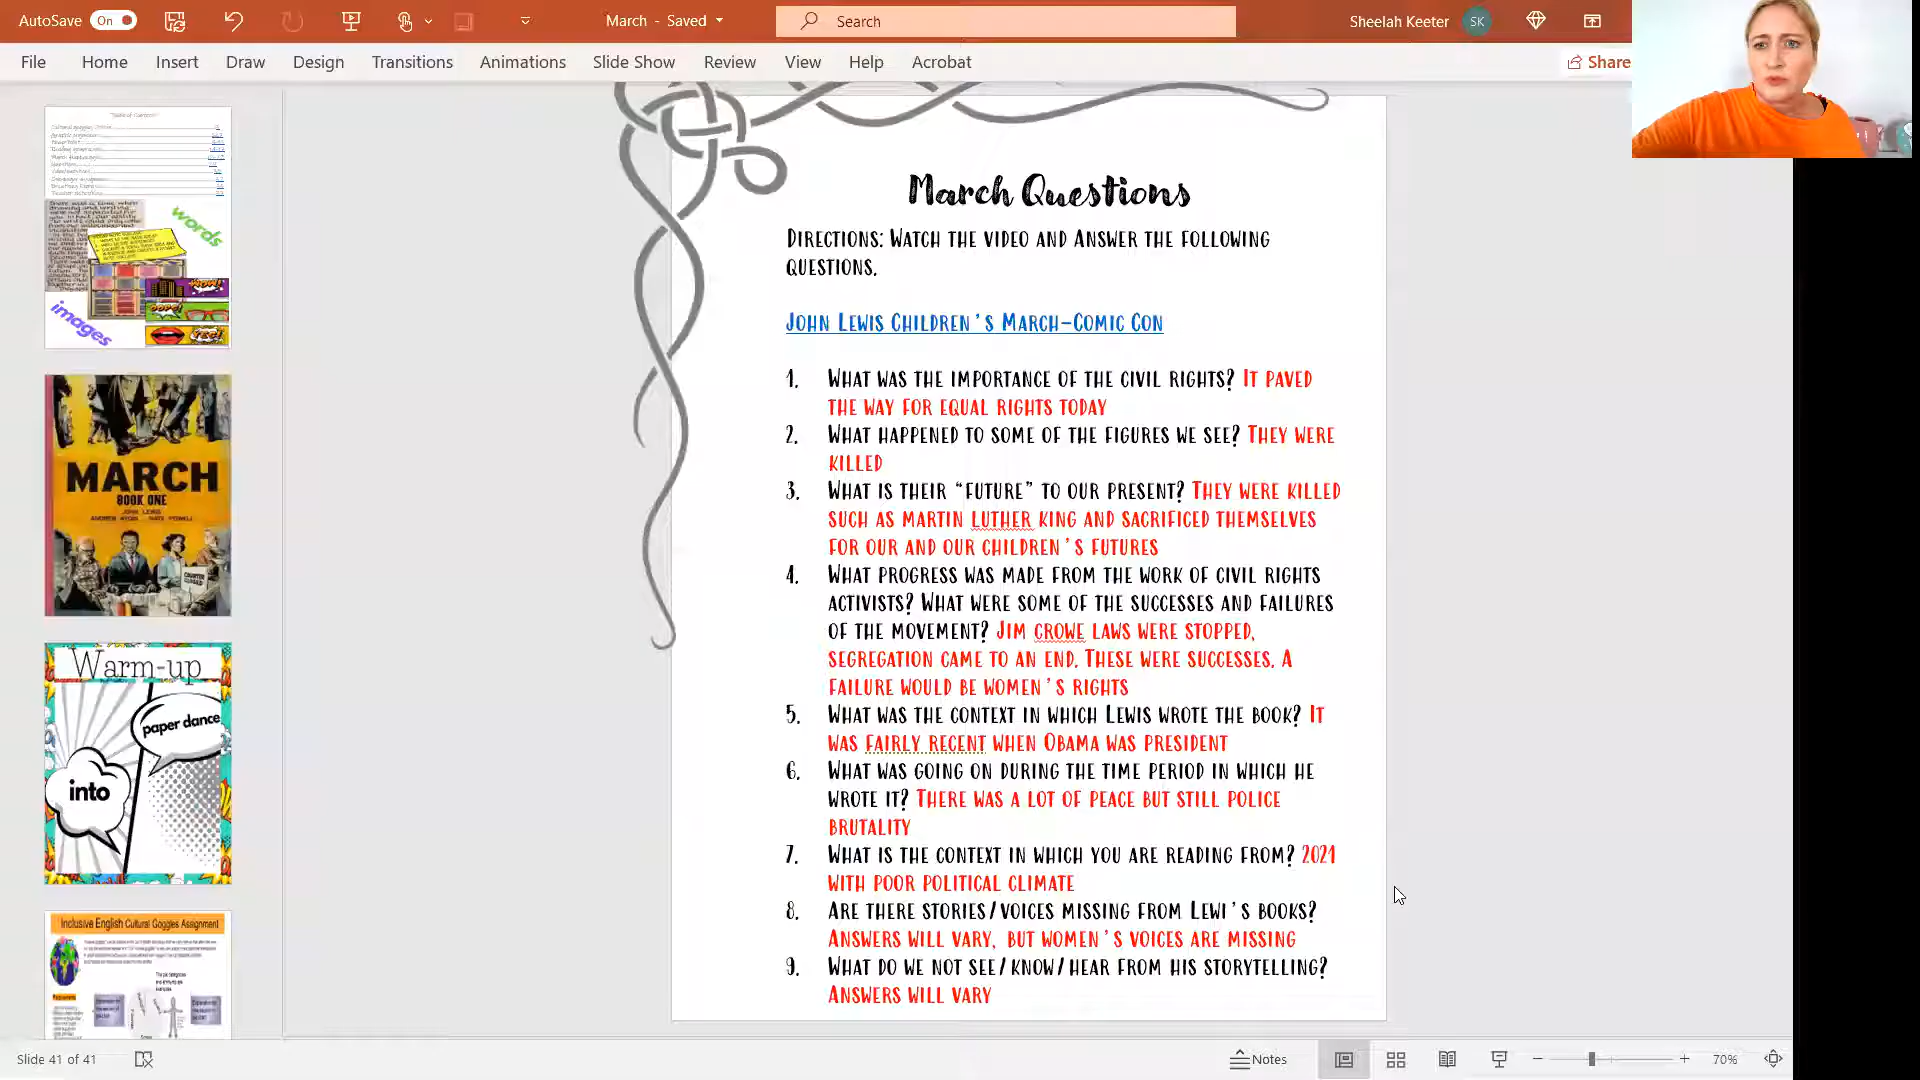 AutoSave On March - Saved Search Sheelah Keeter SK
File Home Insert Draw Design Transitions Animations Slide Show Review View Help Acrobat Share
words
WOW!
OOPS!
images
MARCH
BOOK ONE
JOHN LEWIS
ANDREW AYDIN NATE POWELL
Warm-up
paper dance
into
Inclusive English Cultural Goggles Assignment
March Questions
Directions: Watch the video and Answer the following
questions.
John Lewis Children's March-Comic Con
1. What was the importance of the civil rights? It paved
the way for equal rights today
2. What happened to some of the figures we see? They were
killed
3. What is their "future" to our present? They were killed
such as martin luther king and sacrificed themselves
for our and our children's futures
4. What progress was made from the work of civil rights
activists? What were some of the successes and failures
of the movement? Jim crowe laws were stopped,
segregation came to an end. These were successes. A
failure would be women's rights
5. What was the context in which Lewis wrote the book? It
was fairly recent when Obama was president
6. What was going on during the time period in which he
wrote it? There was a lot of peace but still police
brutality
7. What is the context in which you are reading from? 2021
with poor political climate
8. Are there stories/voices missing from Lewi's books?
Answers will vary, but women's voices are missing
9. What do we not see/know/hear from his storytelling?
Answers will vary
Slide 41 of 41 Notes 70%